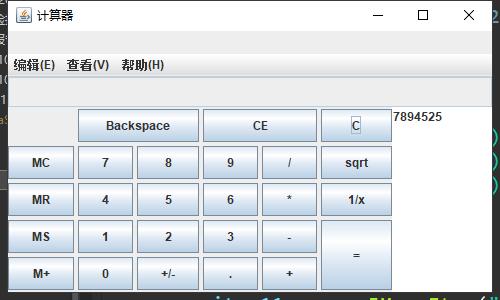 计算器
编辑(E) 查看(V) 帮助(H)
Backspace CE C 7894525
MC 7 8 9 / sqrt
MR 4 5 6 * 1/x
MS 1 2 3 - =
M+ 0 +/- . +